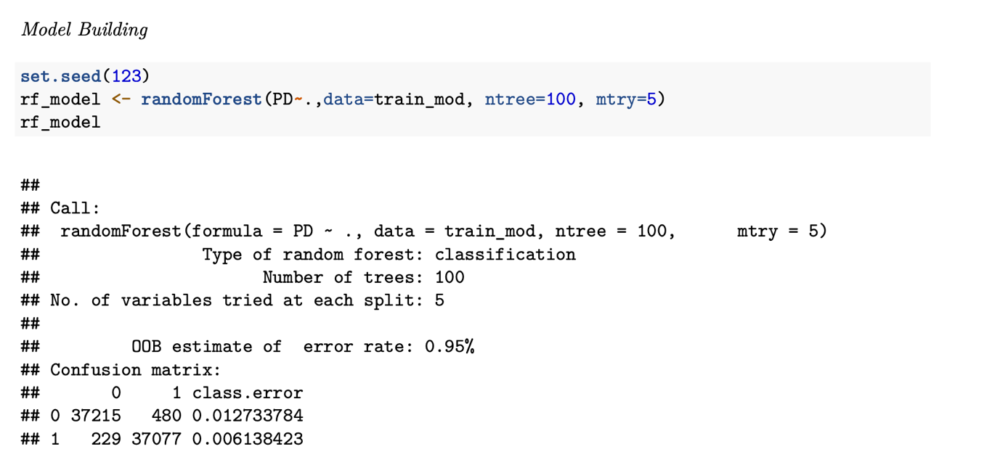 Model Building
set.seed(123)
rf_model <- randomForest(PD~.,data=train_mod, ntree=100, mtry=5)
rf_model
##
## Call:
##  randomForest(formula = PD ~ ., data = train_mod, ntree = 100,      mtry = 5)
##                Type of random forest: classification
##                      Number of trees: 100
## No. of variables tried at each split: 5
##
##         OOB estimate of  error rate: 0.95%
## Confusion matrix:
##       0     1 class.error
## 0 37215   480 0.012733784
## 1   229 37077 0.006138423